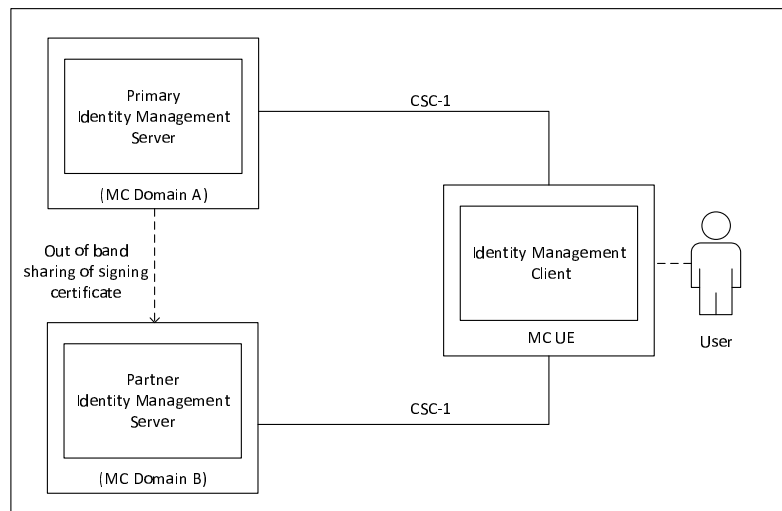 Primary
Identity Management
Server
(MC Domain A)
CSC-1
Out of band
sharing of signing
certificate
Identity Management
Client
MC UE
User
Partner
Identity Management
Server
(MC Domain B)
CSC-1